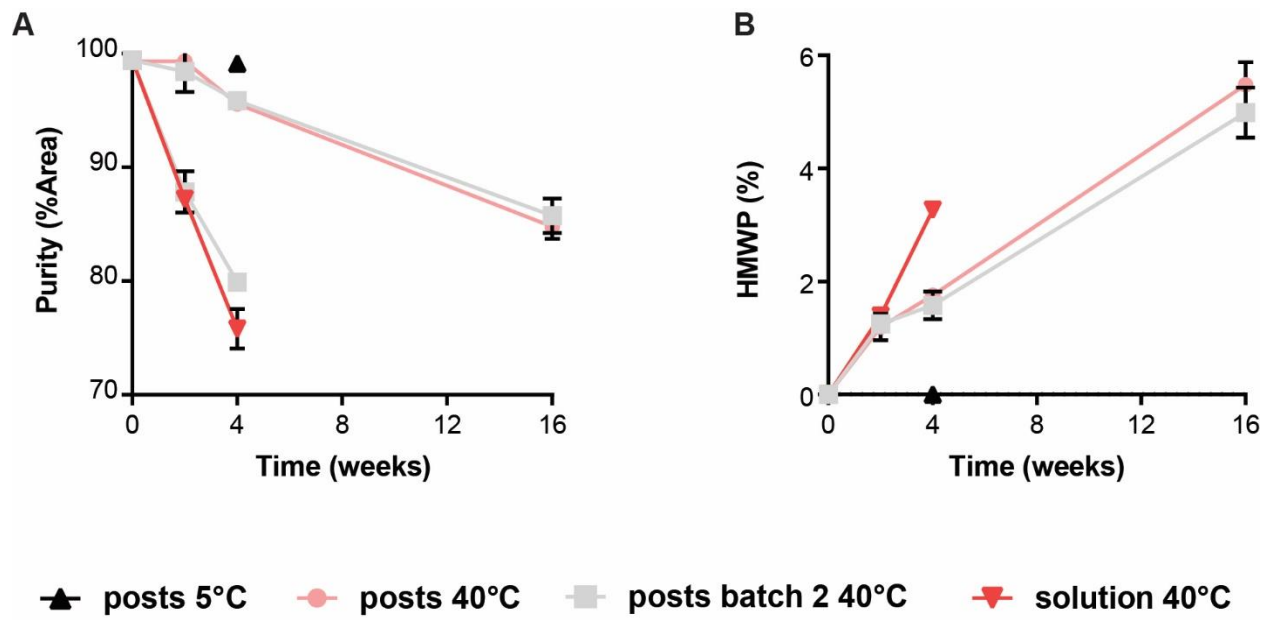 A
100
90
80
70
Purity (%Area)
0
4
8
12
16
Time (weeks)
B
6
4
2
0
HMWP (%)
0
4
8
12
16
Time (weeks)
posts 5°C
posts 40°C
posts batch 2 40°C
solution 40°C